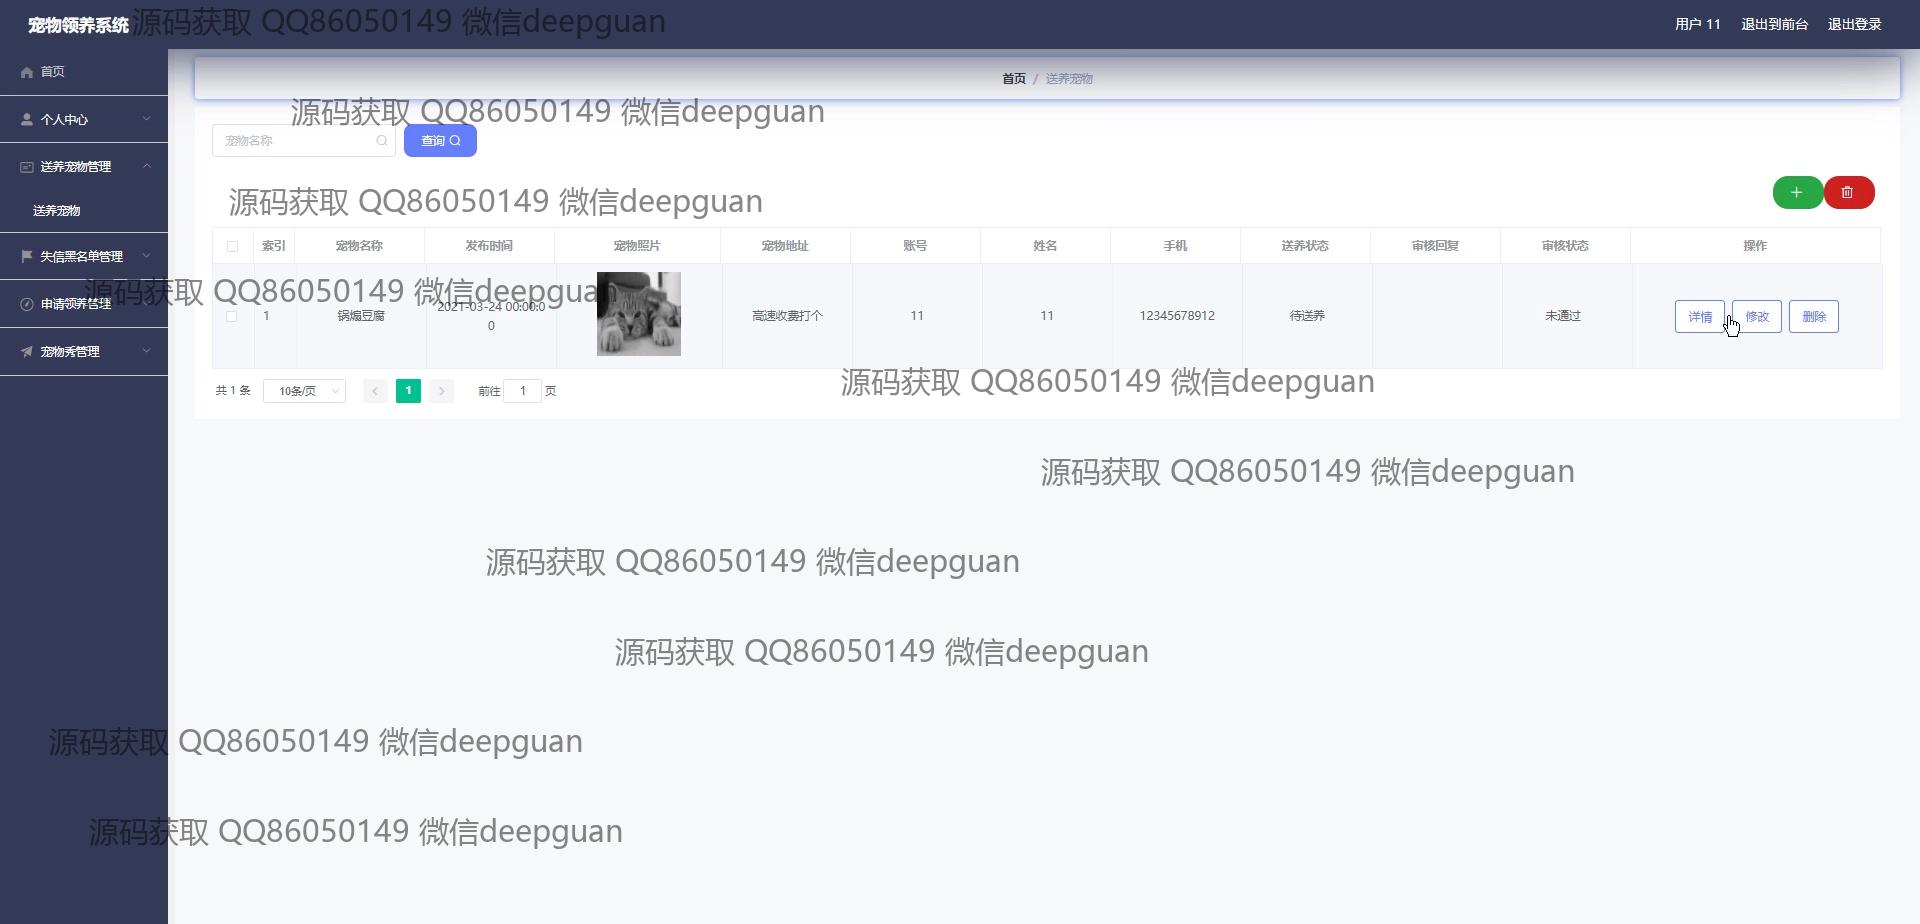 宠物领养系统
源码获取 QQ86050149 微信deepguan
用户 11 退出到前台 退出登录
首页
首页 / 送养宠物
源码获取 QQ86050149 微信deepguan
个人中心
宠物名称
查询
送养宠物管理
源码获取 QQ86050149 微信deepguan
送养宠物
索引 宠物名称 发布时间 宠物照片 宠物地址 账号 姓名 手机 送养状态 审核回复 审核状态 操作
失信黑名单管理
源码获取 QQ86050149 微信deepguan
申请领养管理
1 锅煸豆腐 2021-03-24 00:00:0
0
高速收费打个 11 11 12345678912 待送养 未通过 详情 修改 删除
宠物秀管理
源码获取 QQ86050149 微信deepguan
共 1 条 10条/页 1 前往 1 页
源码获取 QQ86050149 微信deepguan
源码获取 QQ86050149 微信deepguan
源码获取 QQ86050149 微信deepguan
源码获取 QQ86050149 微信deepguan
源码获取 QQ86050149 微信deepguan